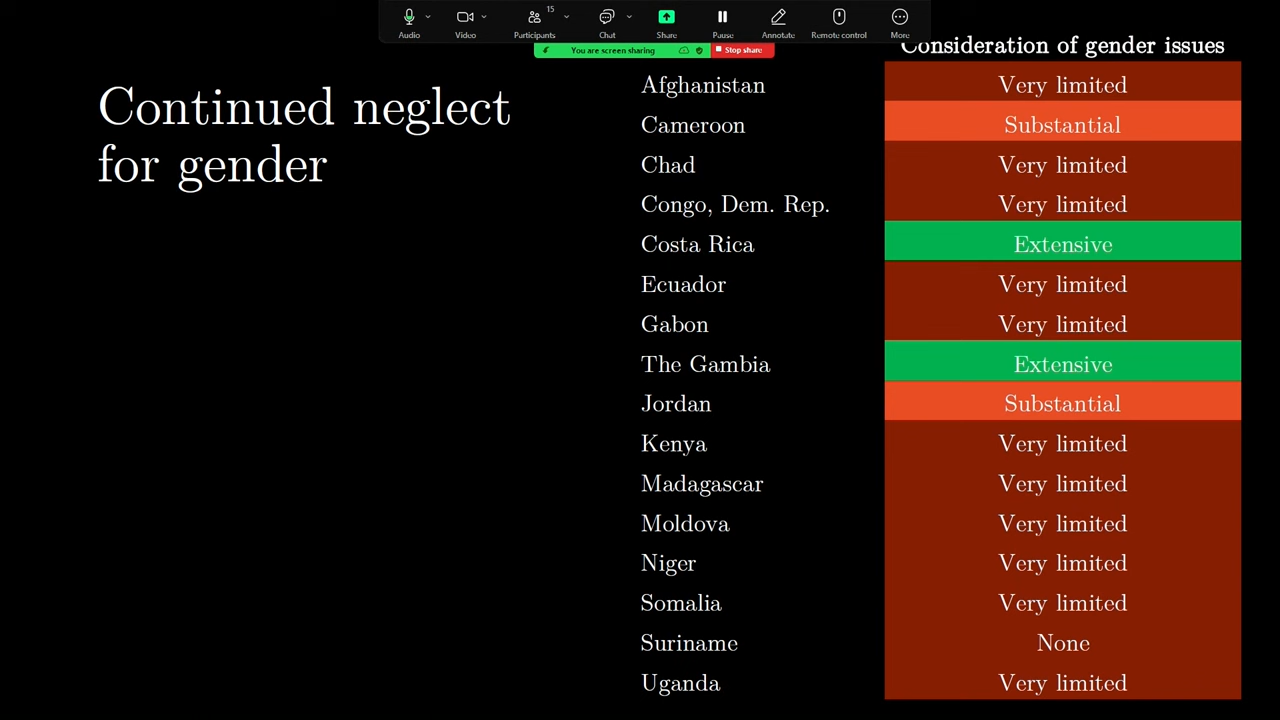 15
Audio
Video
Participants
Chat
Share
Pause
Annotate
Remote control
More
You are screen sharing
Stop share
Continued neglect
for gender
Consideration of gender issues
Afghanistan Very limited
Cameroon Substantial
Chad Very limited
Congo, Dem. Rep. Very limited
Costa Rica Extensive
Ecuador Very limited
Gabon Very limited
The Gambia Extensive
Jordan Substantial
Kenya Very limited
Madagascar Very limited
Moldova Very limited
Niger Very limited
Somalia Very limited
Suriname None
Uganda Very limited